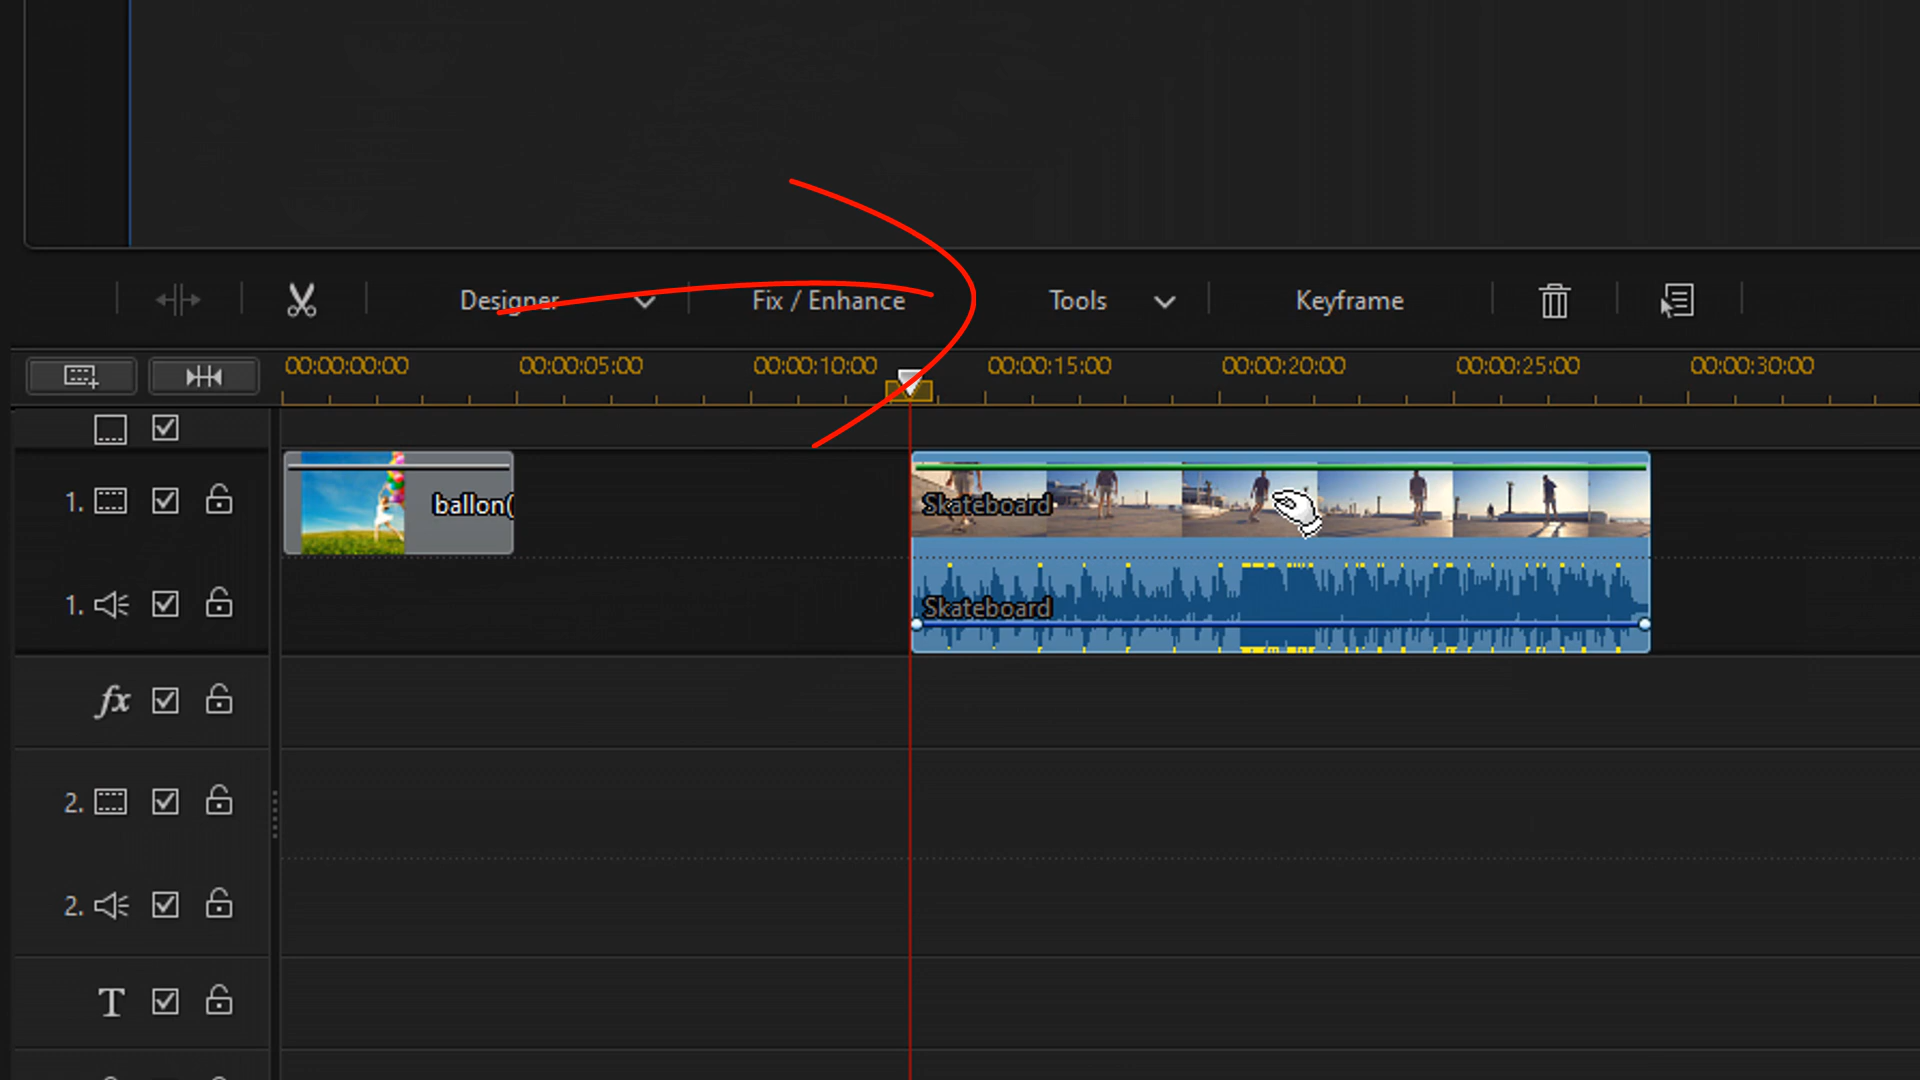 Designer Fix / Enhance Tools Keyframe
00:00:00:00 00:00:05:00 00:00:10:00 00:00:15:00 00:00:20:00 00:00:25:00 00:00:30:00
1. ballon( Skateboard
1. Skateboard
fx
2.
2.
T